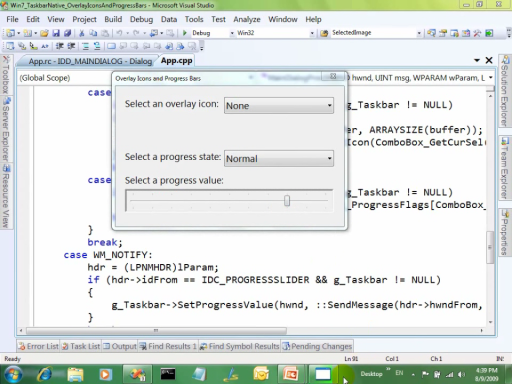 Win7_TaskbarNative_OverlayIconsAndProgressBars - Microsoft Visual Studio
File Edit View Project Build Debug Data Tools Test Analyze Window Help
Debug Win32 SelectedImage
App.rc - IDD_MAINDIALOG - Dialog App.cpp
(Global Scope) hwnd, UINT msg, WPARAM wParam, L
Toolbox
Server Explorer
Resource View
Solution Explorer
Team Explorer
Properties
Overlay Icons and Progress Bars
Select an overlay icon: None
Select a progress state: Normal
Select a progress value:
case g_Taskbar != NULL)
er, ARRAYSIZE(buffer));
Icon(ComboBox_GetCurSel
case g_Taskbar != NULL)
_ProgressFlags[ComboBox_
}
break;
case WM_NOTIFY:
hdr = (LPNMHDR)lParam;
if (hdr->idFrom == IDC_PROGRESSSLIDER && g_Taskbar != NULL)
{
g_Taskbar->SetProgressValue(hwnd, ::SendMessage(hdr->hwndFrom,
}
Error List Task List Output Find Results 1 Find Symbol Results Pending Changes
Ready Ln 91 Col 1 Ch 1
Desktop EN 4:39 PM
8/9/2009